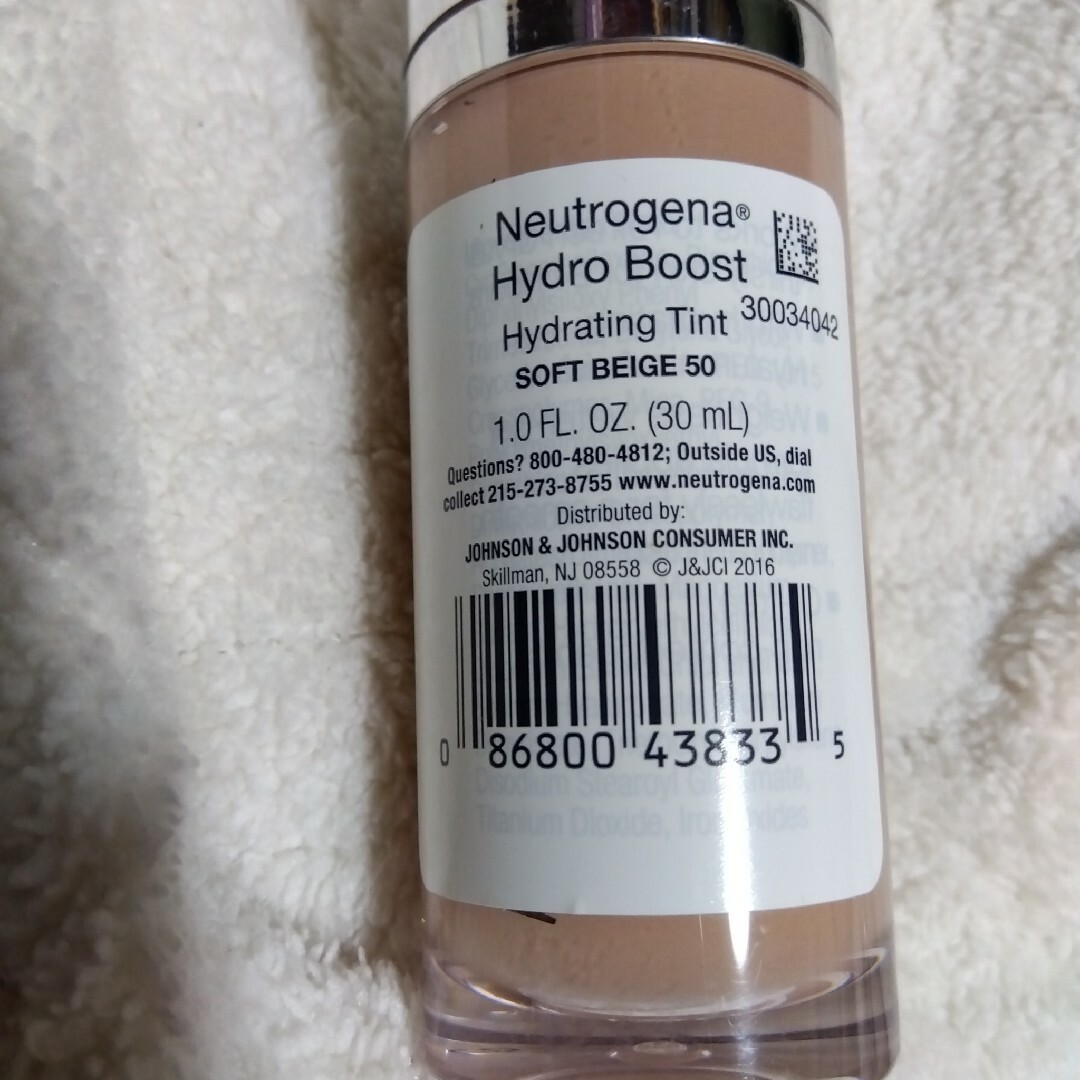 Neutrogena®
Hydro Boost
Hydrating Tint
30034042
SOFT BEIGE 50
1.0 FL. OZ. (30 mL)
Questions? 800-480-4812; Outside US, dial
collect 215-273-8755 www.neutrogena.com
Distributed by:
JOHNSON & JOHNSON CONSUMER INC.
Skillman, NJ 08558 © J&JCI 2016
0 86800 43833 5
Disodium Stearoyl
Titanium Dioxide,